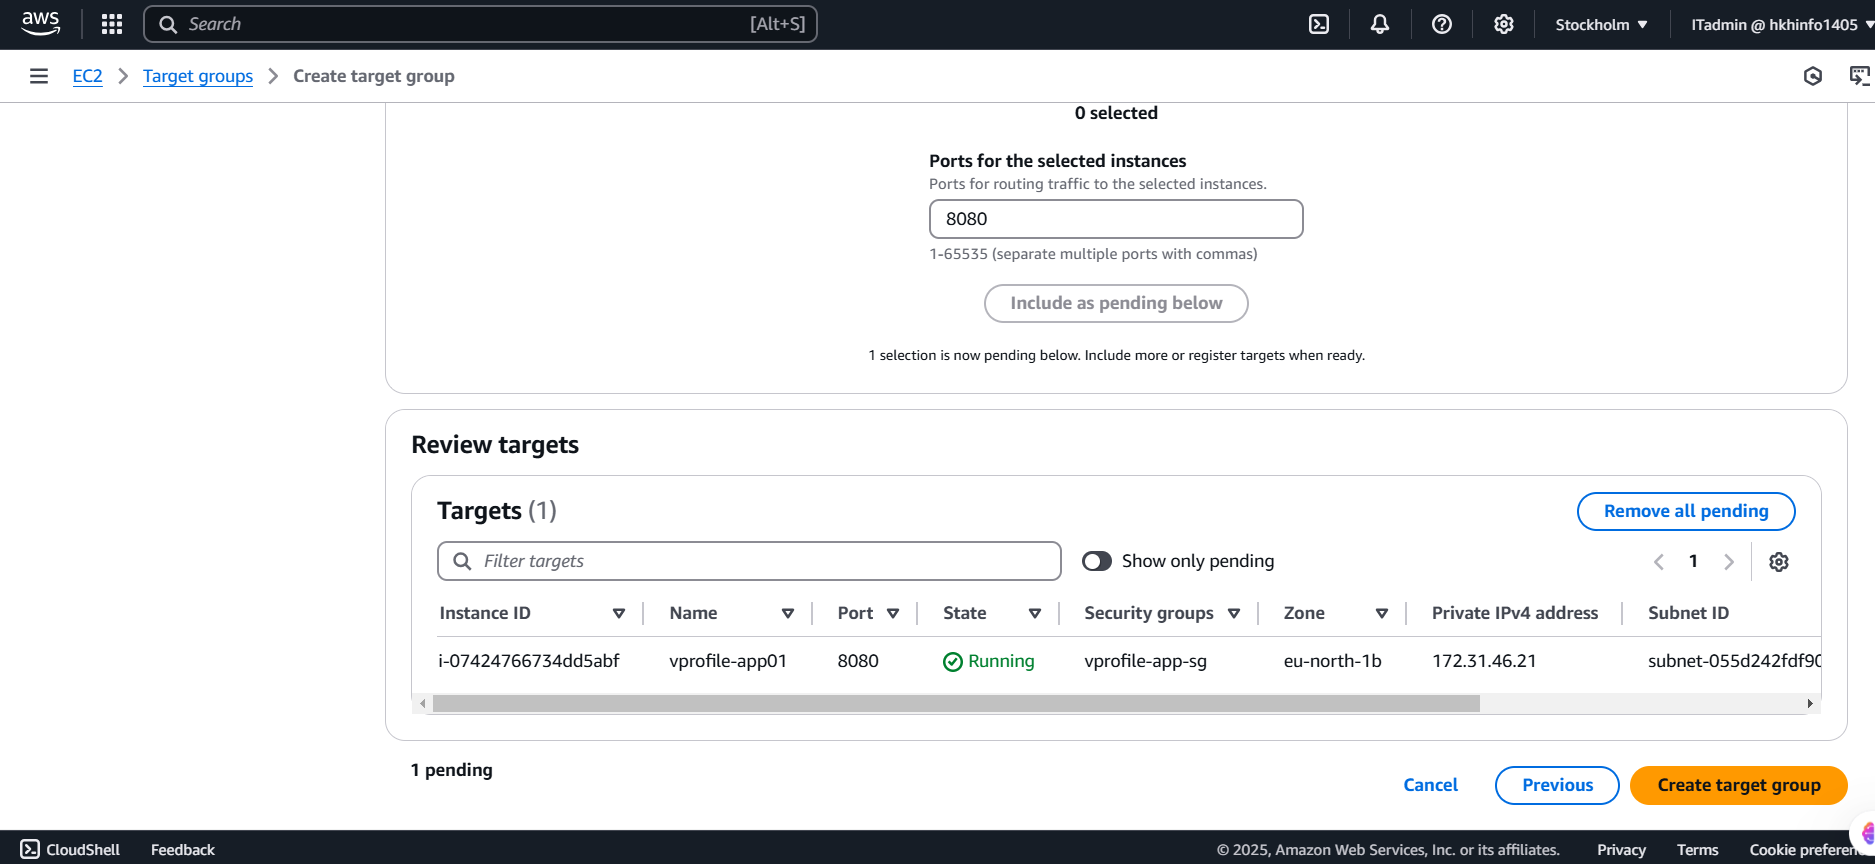 aws
Search [Alt+S] Stockholm ITadmin @ hkhinfo1405
EC2 Target groups Create target group
0 selected
Ports for the selected instances
Ports for routing traffic to the selected instances.
8080
1-65535 (separate multiple ports with commas)
Include as pending below
1 selection is now pending below. Include more or register targets when ready.
Review targets
Targets (1) Remove all pending
Filter targets Show only pending 1
Instance ID Name Port State Security groups Zone Private IPv4 address Subnet ID
i-07424766734dd5abf vprofile-app01 8080 Running vprofile-app-sg eu-north-1b 172.31.46.21 subnet-055d242fdf90
1 pending
Cancel Previous Create target group
CloudShell Feedback © 2025, Amazon Web Services, Inc. or its affiliates. Privacy Terms Cookie preferen